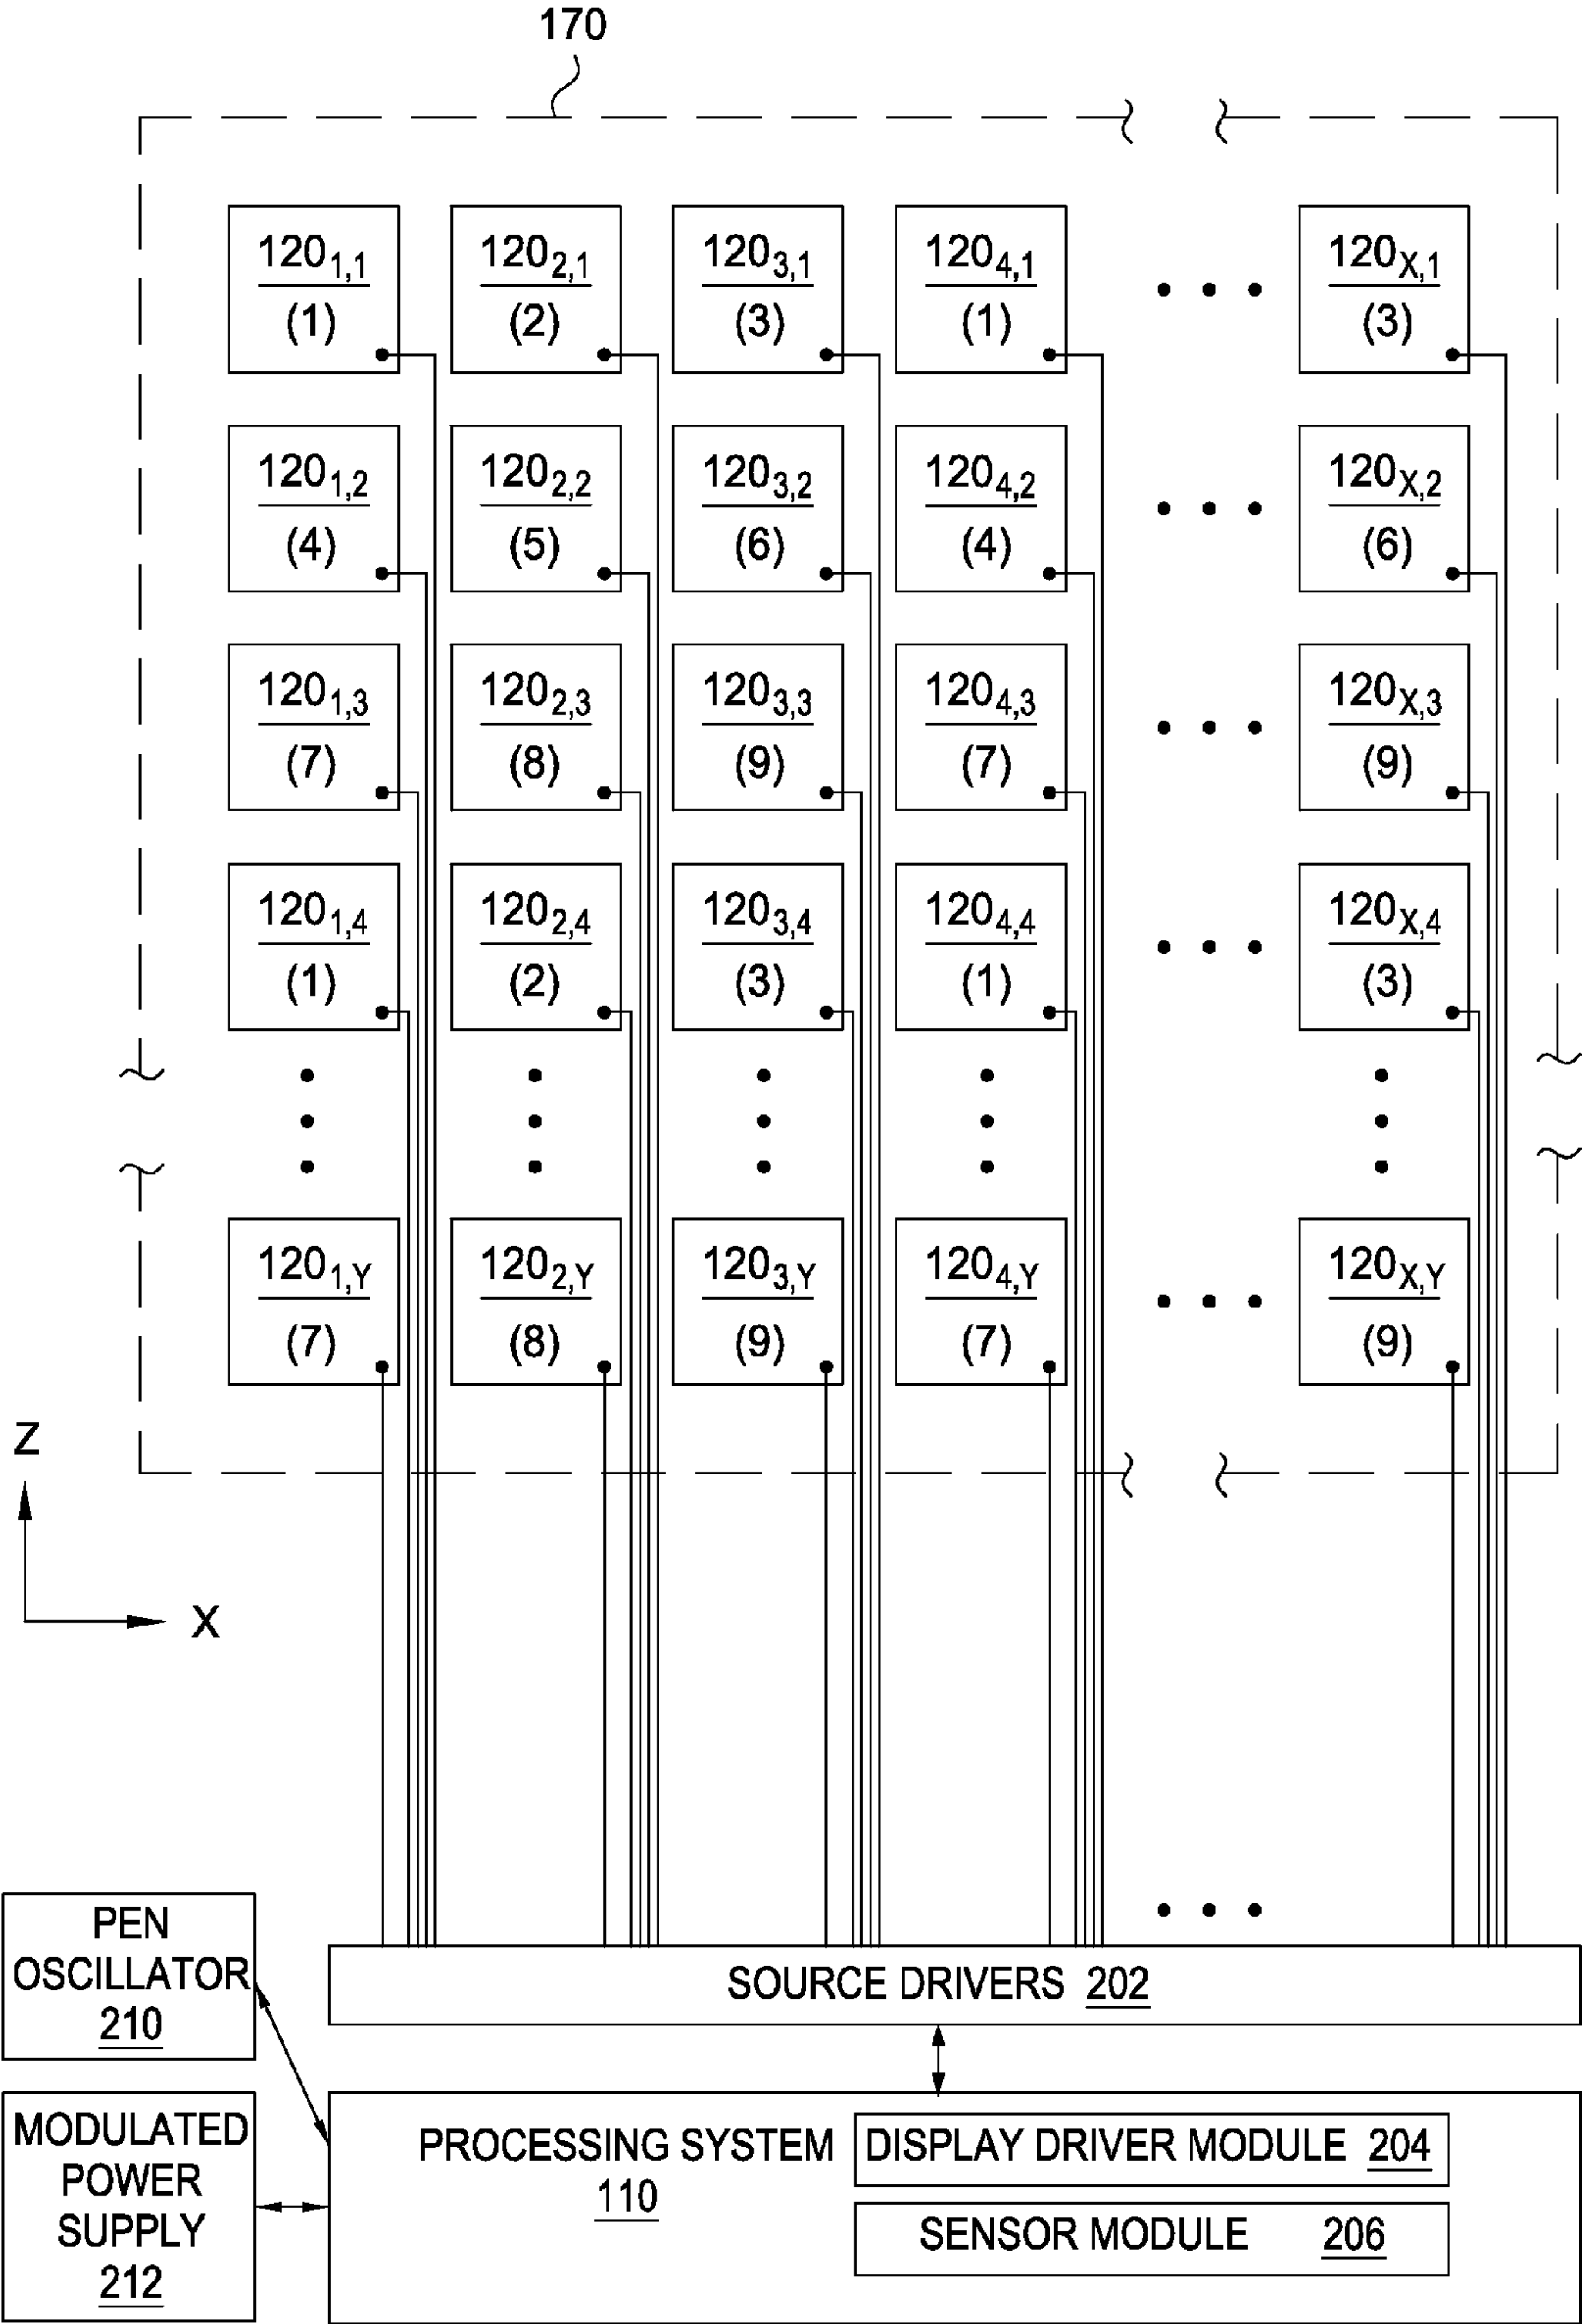 170
120₁,₁ 120₂,₁ 120₃,₁ 120₄,₁ 120X,₁
(1) (2) (3) (1) (3)
120₁,₂ 120₂,₂ 120₃,₂ 120₄,₂ 120X,₂
(4) (5) (6) (4) (6)
120₁,₃ 120₂,₃ 120₃,₃ 120₄,₃ 120X,₃
(7) (8) (9) (7) (9)
120₁,₄ 120₂,₄ 120₃,₄ 120₄,₄ 120X,₄
(1) (2) (3) (1) (3)
120₁,Y 120₂,Y 120₃,Y 120₄,Y 120X,Y
(7) (8) (9) (7) (9)
Z
X
PEN
OSCILLATOR
210
SOURCE DRIVERS 202
MODULATED
POWER
SUPPLY
212
PROCESSING SYSTEM
110
DISPLAY DRIVER MODULE 204
SENSOR MODULE 206